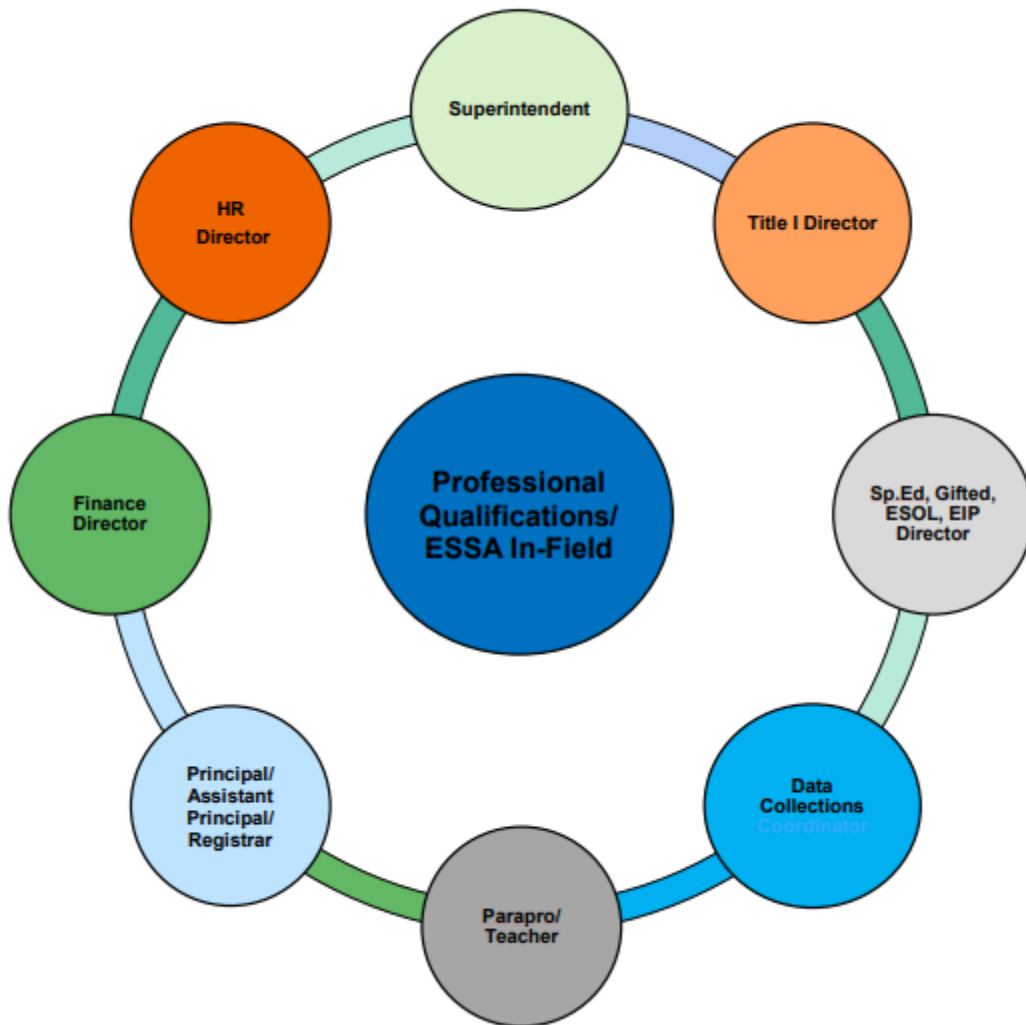 Superintendent
HR
Director
Title I Director
Professional
Qualifications/
ESSA In-Field
Finance
Director
Sp.Ed, Gifted,
ESOL, EIP
Director
Principal/
Assistant
Principal/
Registrar
Data
Collections
Coordinator
Parapro/
Teacher